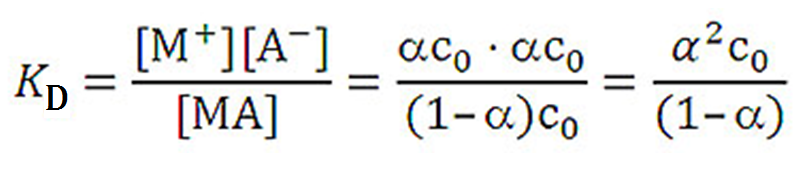 K_D = [M⁺][A⁻] / [MA] = αc₀ · αc₀ / (1−α)c₀ = α²c₀ / (1−α)